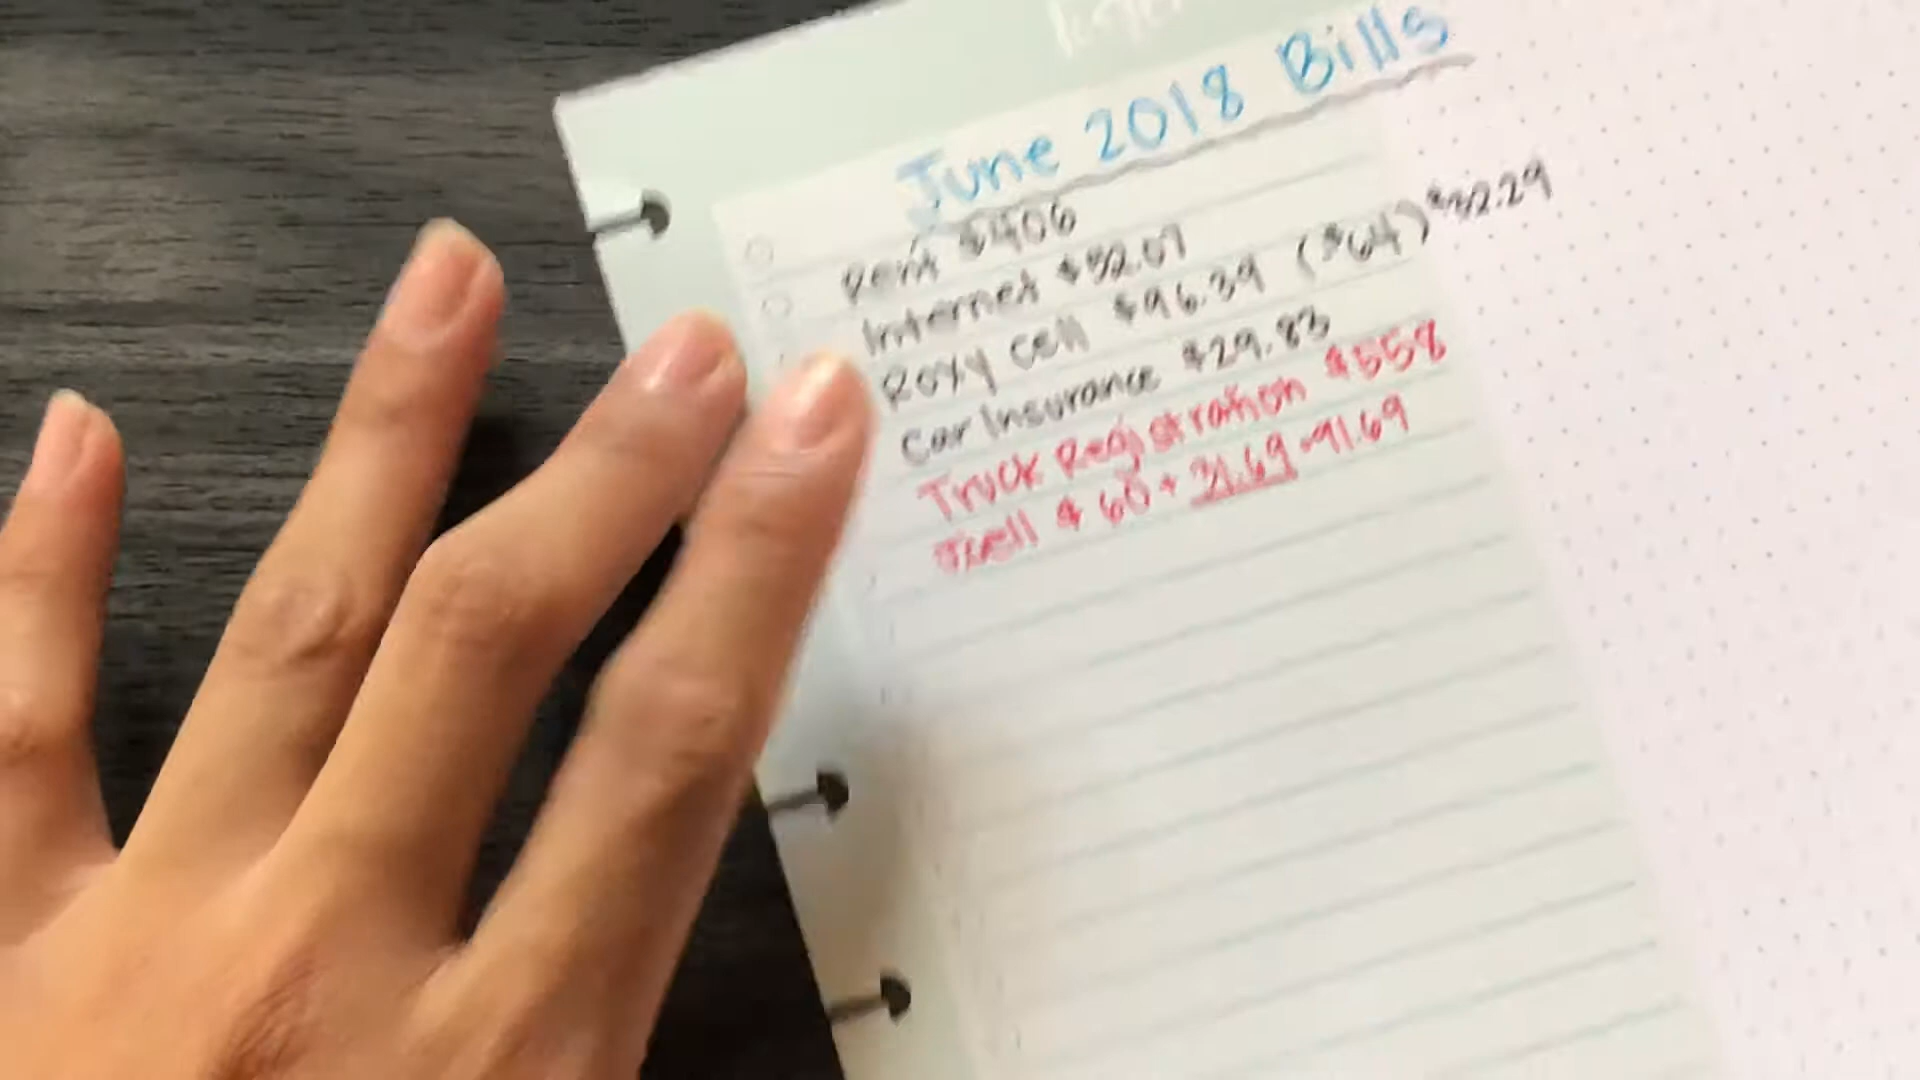 June 2018 Bills
Rent $406
Internet $52.07
Roxy Cell $96.39 ($64) $32.29
Car Insurance $29.83
Truck Registration $558
$ 60 + 31.69 = 91.69